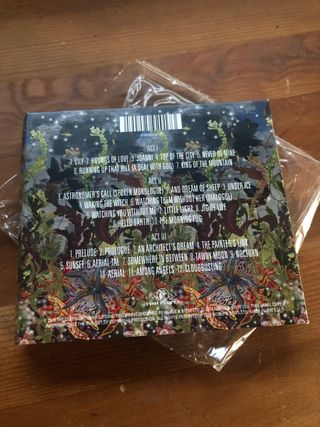 ACT I
1. LILY 2. HOUNDS OF LOVE 3. JOANNI 4. TOP OF THE CITY 5. NEVER BE MINE
6. RUNNING UP THAT HILL (A DEAL WITH GOD) 7. KING OF THE MOUNTAIN
ACT II
1. ASTRONOMER'S CALL (SPOKEN MONOLOGUE) 2. AND DREAM OF SHEEP 3. UNDER ICE
4. WAKING THE WITCH 5. WATCHING THEM WITHOUT HER (DIALOGUE)
6. WATCHING YOU WITHOUT ME 7. LITTLE LIGHT 8. JIG OF LIFE
9. HELLO EARTH 10. THE MORNING FOG
ACT III
1. PRELUDE 2. PROLOGUE 3. AN ARCHITECT'S DREAM 4. THE PAINTER'S LINK
5. SUNSET 6. AERIAL TAL 7. SOMEWHERE IN BETWEEN 8. TAWNY MOON 9. NOCTURN
10. AERIAL 11. AMONG ANGELS 12. CLOUDBUSTING
FISH PEOPLE